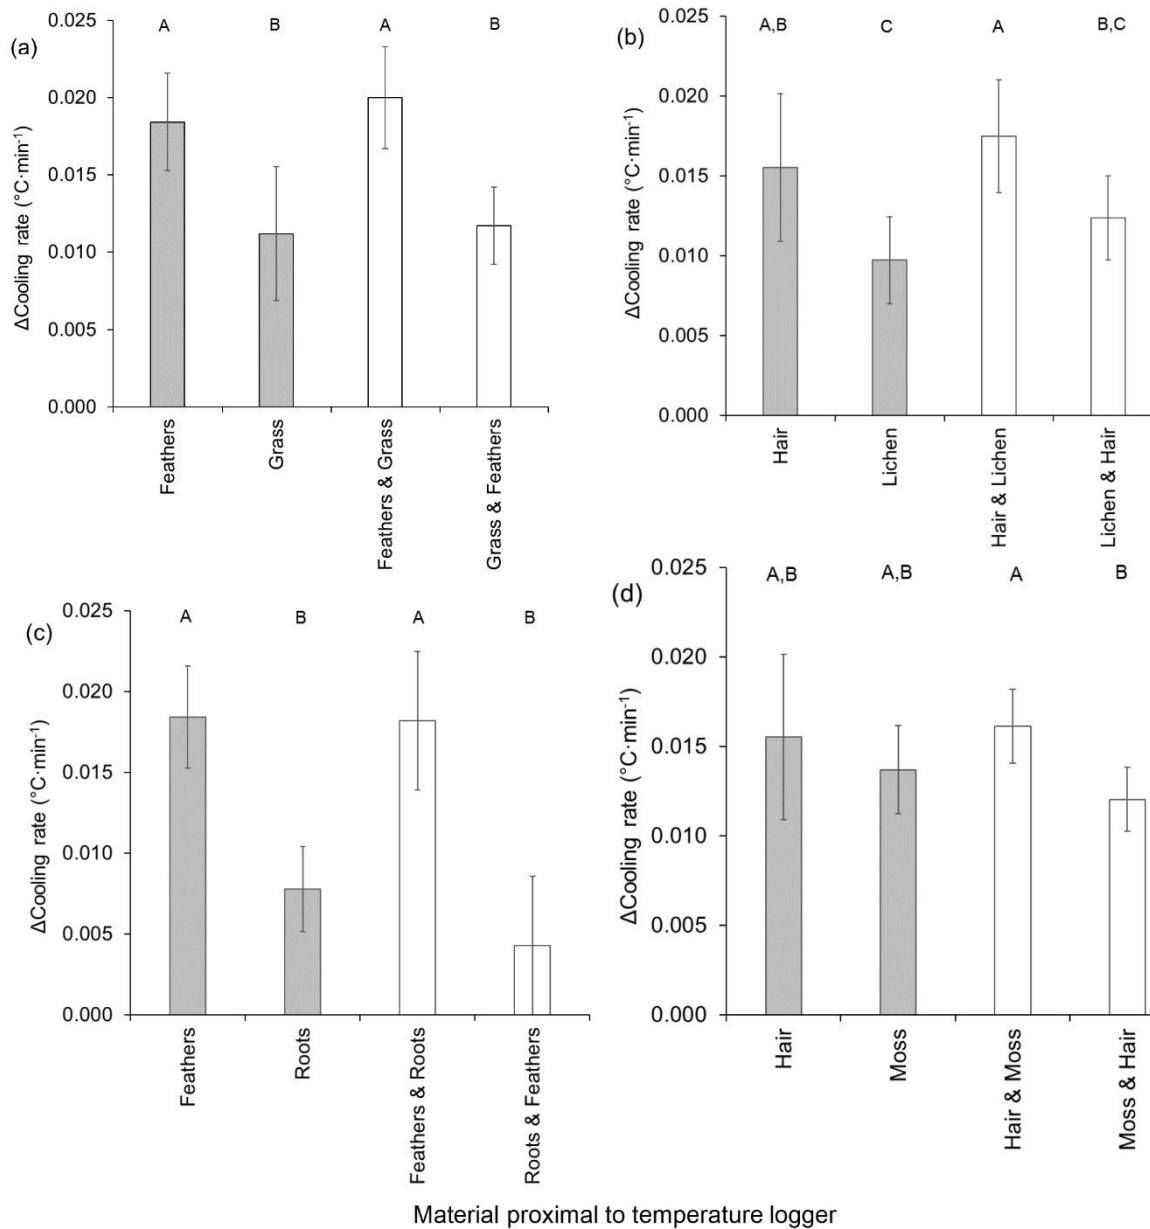 (a)
A B A B
ΔCooling rate (°C·min⁻¹)
0.025
0.020
0.015
0.010
0.005
0.000
Feathers
Grass
Feathers & Grass
Grass & Feathers
(b)
A,B C A B,C
ΔCooling rate (°C·min⁻¹)
0.025
0.020
0.015
0.010
0.005
0.000
Hair
Lichen
Hair & Lichen
Lichen & Hair
(c)
A B A B
ΔCooling rate (°C·min⁻¹)
0.025
0.020
0.015
0.010
0.005
0.000
Feathers
Roots
Feathers & Roots
Roots & Feathers
(d)
A,B A,B A B
ΔCooling rate (°C·min⁻¹)
0.025
0.020
0.015
0.010
0.005
0.000
Hair
Moss
Hair & Moss
Moss & Hair
Material proximal to temperature logger